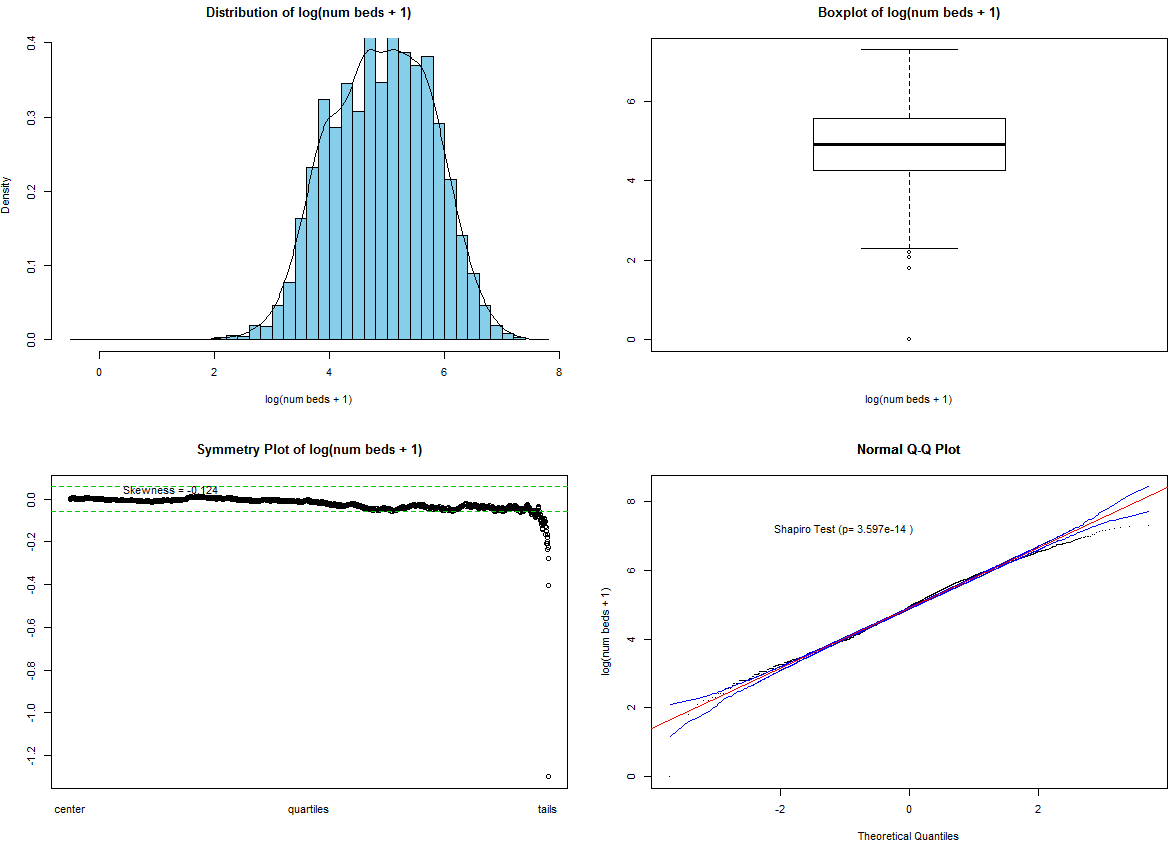 Distribution of log(num beds + 1)
Density
0.0
0.1
0.2
0.3
0.4
0
2
4
6
8
log(num beds + 1)
Boxplot of log(num beds + 1)
0
2
4
6
log(num beds + 1)
Symmetry Plot of log(num beds + 1)
Skewness = -0.124
0.0
-0.2
-0.4
-0.6
-0.8
-1.0
-1.2
center
quartiles
tails
Normal Q-Q Plot
Shapiro Test (p= 3.597e-14 )
log(num beds + 1)
0
2
4
6
8
-2
0
2
Theoretical Quantiles